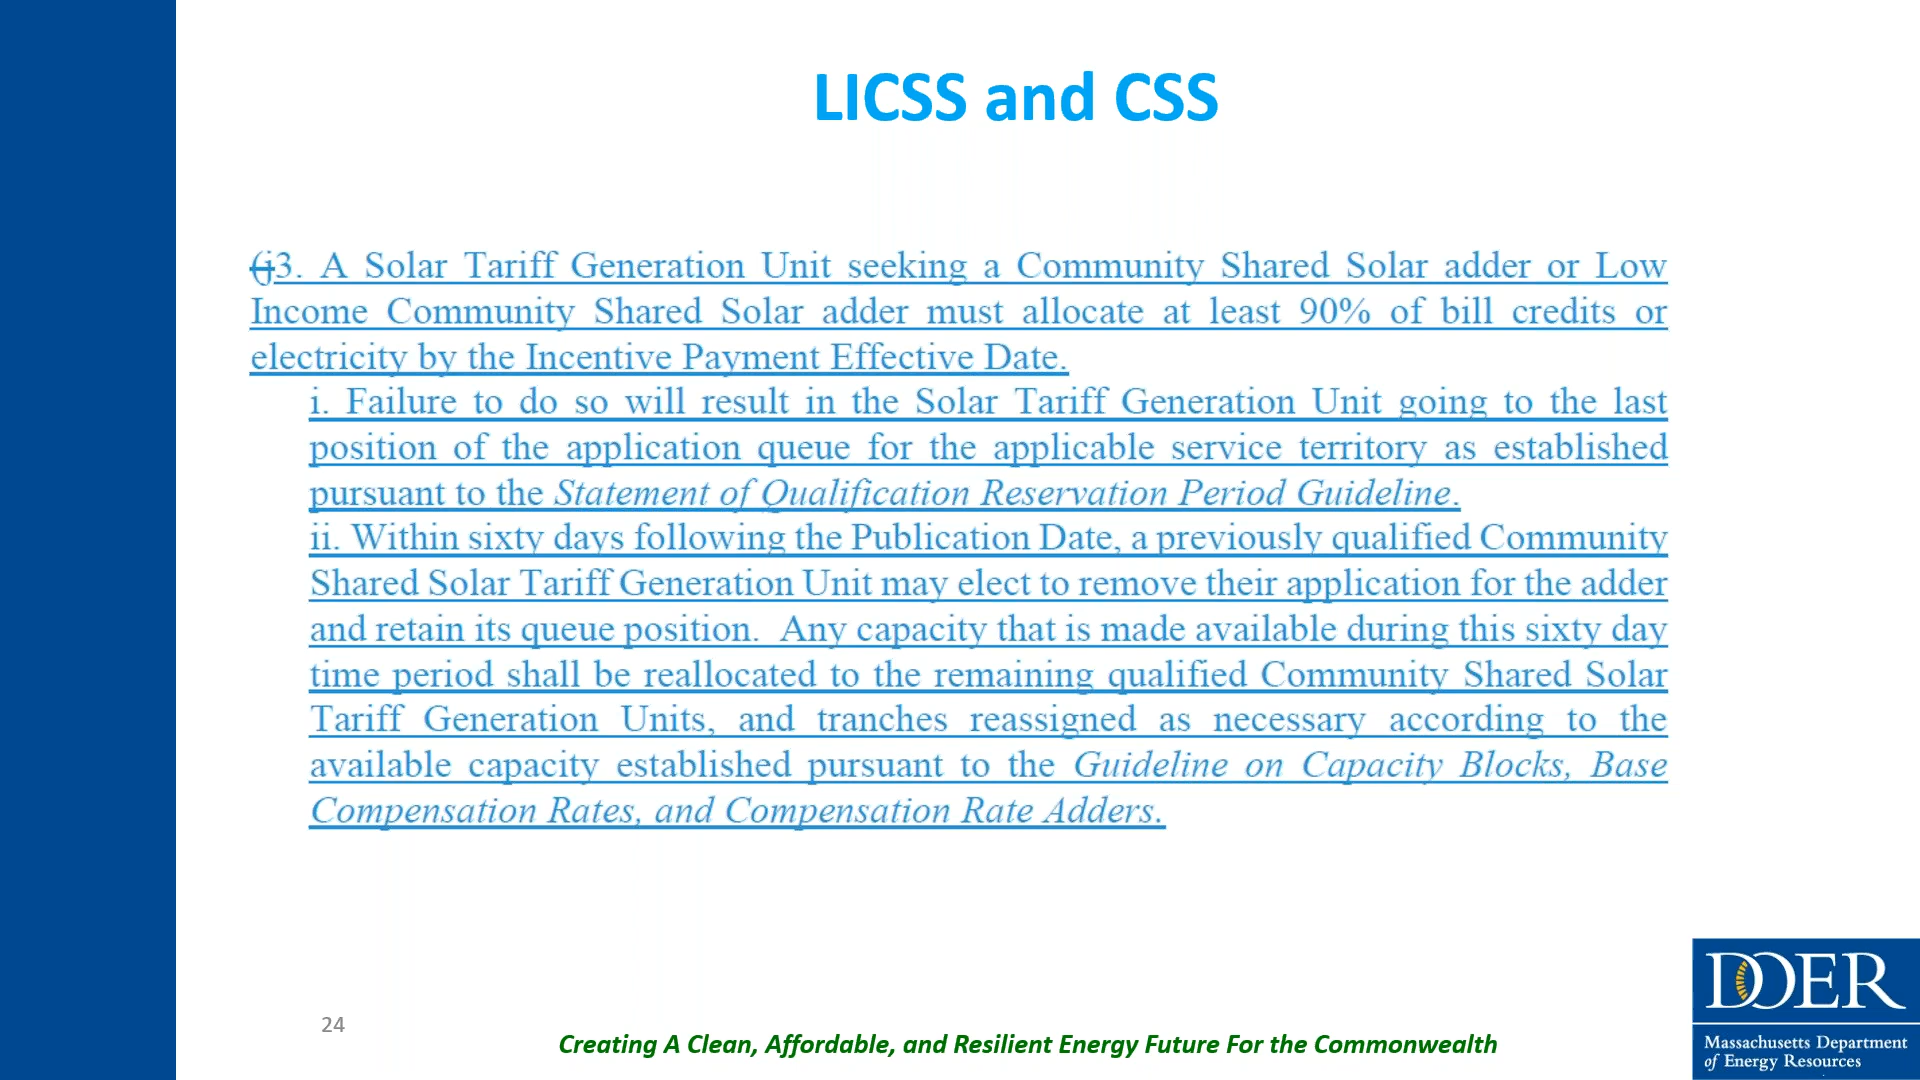 LICSS and CSS
(j3. A Solar Tariff Generation Unit seeking a Community Shared Solar adder or Low
Income Community Shared Solar adder must allocate at least 90% of bill credits or
electricity by the Incentive Payment Effective Date.
i. Failure to do so will result in the Solar Tariff Generation Unit going to the last
position of the application queue for the applicable service territory as established
pursuant to the Statement of Qualification Reservation Period Guideline.
ii. Within sixty days following the Publication Date, a previously qualified Community
Shared Solar Tariff Generation Unit may elect to remove their application for the adder
and retain its queue position. Any capacity that is made available during this sixty day
time period shall be reallocated to the remaining qualified Community Shared Solar
Tariff Generation Units, and tranches reassigned as necessary according to the
available capacity established pursuant to the Guideline on Capacity Blocks, Base
Compensation Rates, and Compensation Rate Adders.
24
Creating A Clean, Affordable, and Resilient Energy Future For the Commonwealth
DOER
Massachusetts Department
of Energy Resources